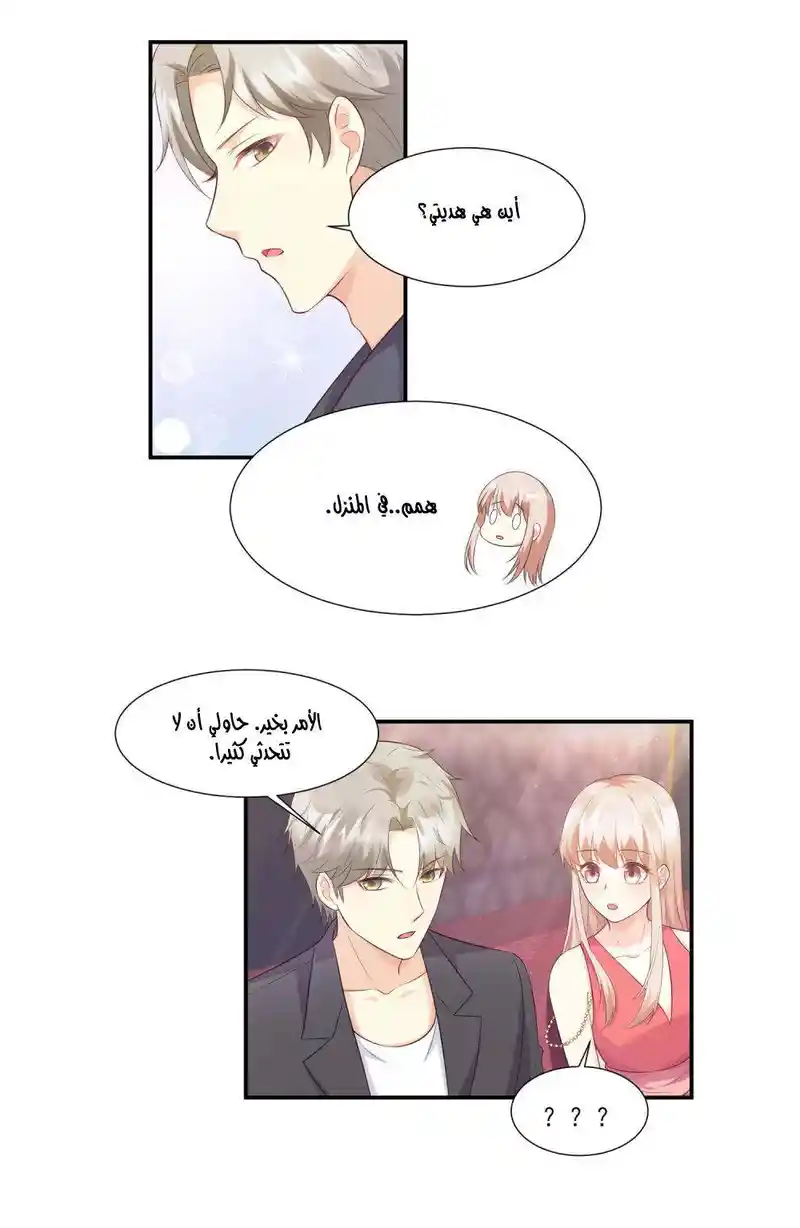 أين هي هديتي؟
همم..في المنزل.
الأمر بخير. حاولي أن لا
تتحدثي كثيرا.
? ? ?